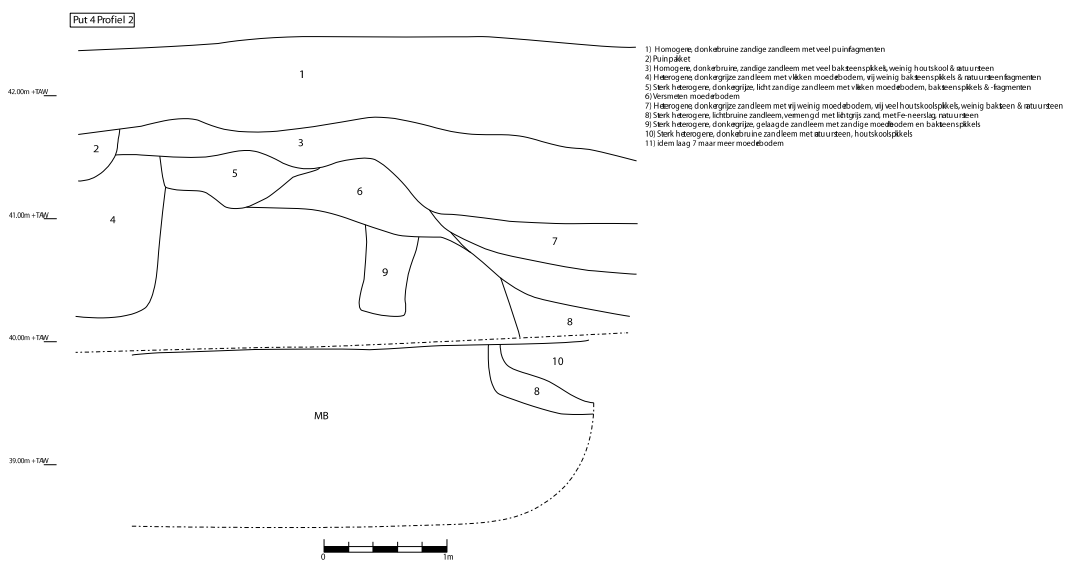 Put 4 Profiel 2
1) Homogene, donkerbruine zandige zandleem met veel puinfragmenten
2) Puinpakket
3) Homogene, donkerbruine, zandige zandleem met veel baksteenspikkels, weinig houtskool & natuursteen
4) Heterogene, donkergrijze zandleem met vlekken moederbodem, vrij weinig baksteenspikkels & natuursteenfragmenten
5) Sterk heterogene, donkergrijze, licht zandige zandleem met vlekken moederbodem, baksteenspikkels & -fragmenten
6) Versmeten moederbodem
7) Heterogene, donkergrijze zandleem met vrij weinig moederbodem, vrij veel houtskoolspikkels, weinig baksteen & natuursteen
8) Sterk heterogene, lichtbruine zandleem, vermengd met lichtgrijs zand, met Fe-neerslag, natuursteen
9) Sterk heterogene, donkergrijze, gelaagde zandleem met zandige moederbodem en baksteenspikkels
10) Sterk heterogene, donkerbruine zandleem met natuursteen, houtskoolspikkels
11) idem laag 7 maar meer moederbodem
1
42.00m +TAW
2
3
5
6
4
41.00m +TAW
7
9
8
40.00m +TAW
10
8
MB
39.00m +TAW
0 1m